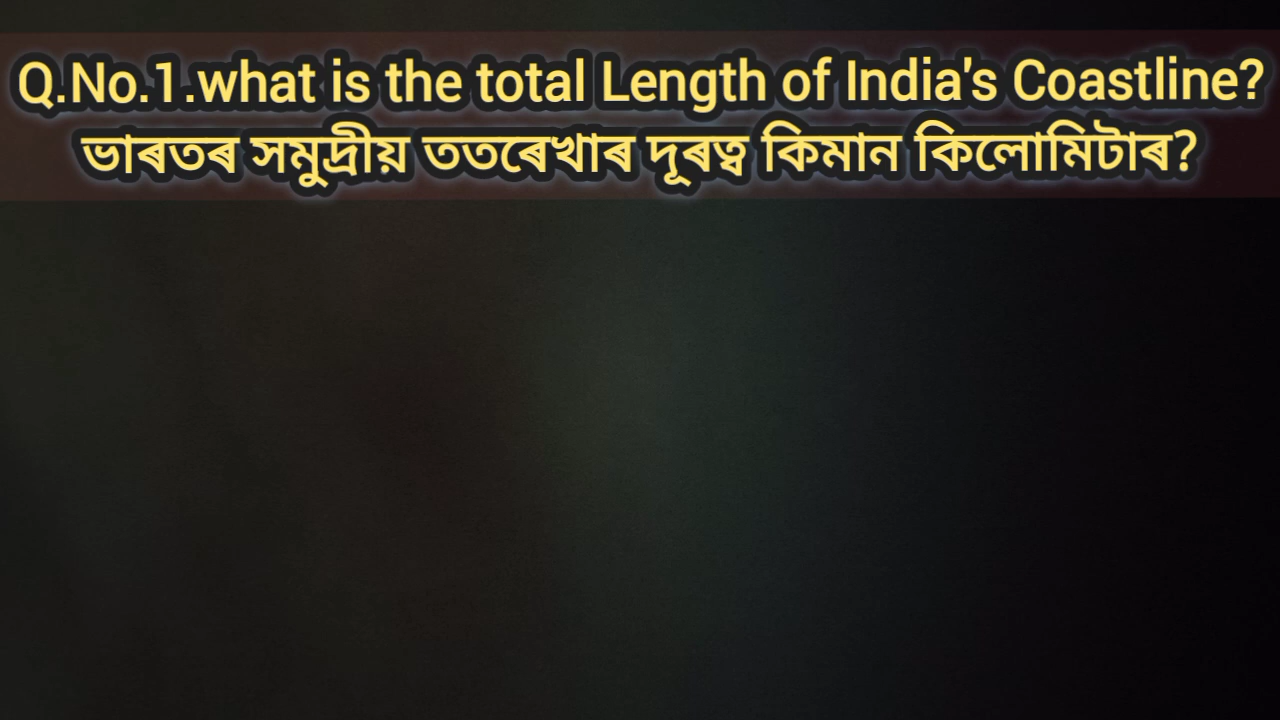 Q.No.1.what is the total Length of India's Coastline?
ভাৰতৰ সমুদ্ৰীয় ততৰেখাৰ দূৰত্ব কিমান কিলোমিটাৰ?